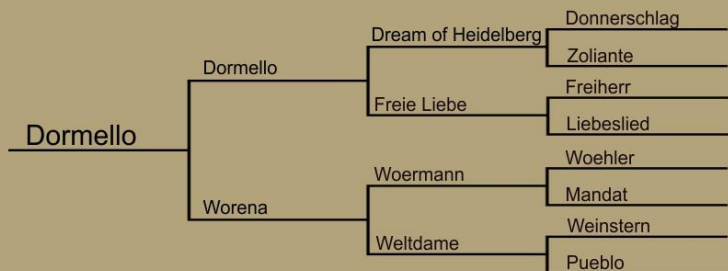 Donnerschlag
Dream of Heidelberg
Zoliante
Dormello
Freiherr
Freie Liebe
Liebeslied
Dormello
Woehler
Woermann
Mandat
Worena
Weinstern
Weltdame
Pueblo